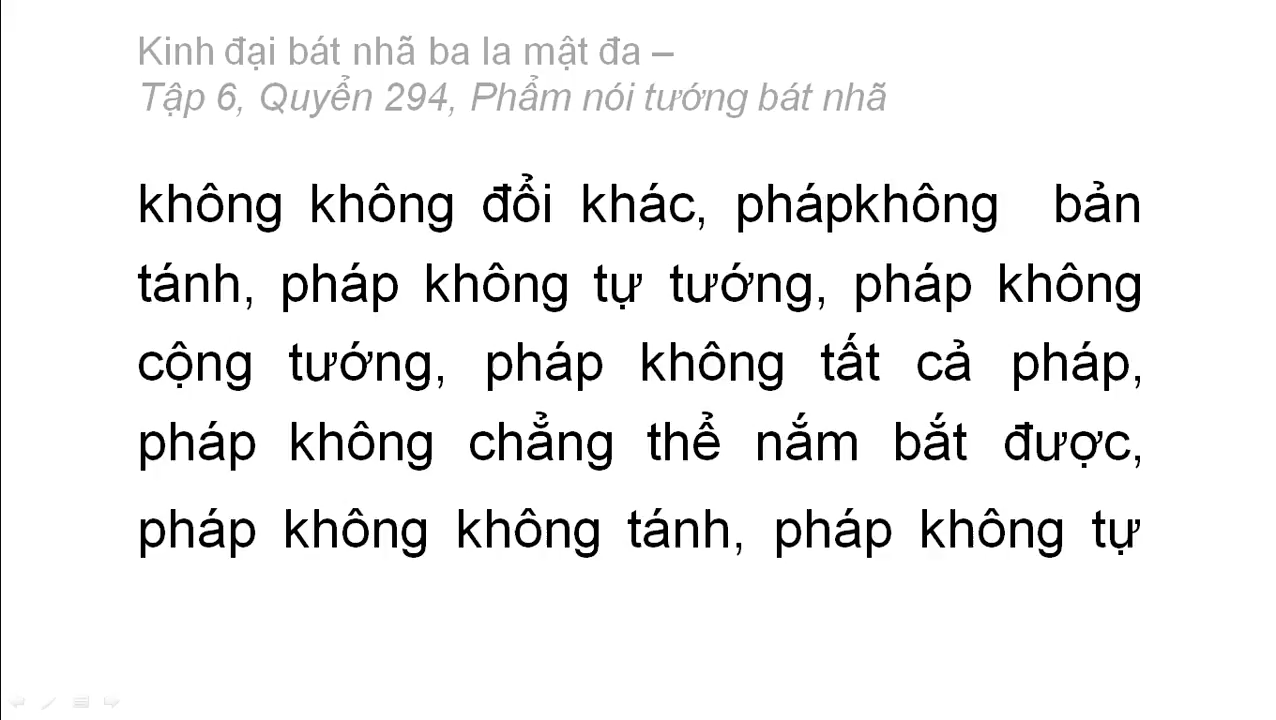 Kinh đại bát nhã ba la mật đa –
Tập 6, Quyển 294, Phẩm nói tướng bát nhã
không không đổi khác, phápkhông bản
tánh, pháp không tự tướng, pháp không
cộng tướng, pháp không tất cả pháp,
pháp không chẳng thể nắm bắt được,
pháp không không tánh, pháp không tự